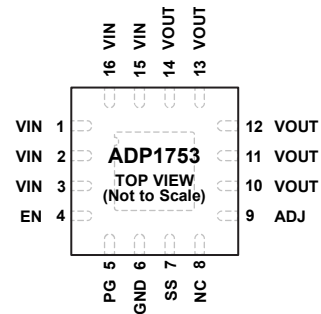 16 VIN
15 VIN
14 VOUT
13 VOUT
VIN 1
VIN 2
VIN 3
EN 4
ADP1753
TOP VIEW
(Not to Scale)
12 VOUT
11 VOUT
10 VOUT
9 ADJ
PG 5
GND 6
SS 7
NC 8